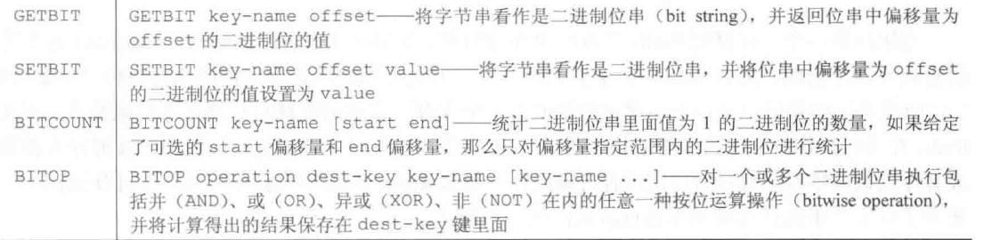 GETBIT GETBIT key-name offset——将字节串看作是二进制位串（bit string），并返回位串中偏移量为
offset 的二进制位的值
SETBIT SETBIT key-name offset value——将字节串看作是二进制位串，并将位串中偏移量为 offset
的二进制位的值设置为 value
BITCOUNT BITCOUNT key-name [start end]——统计二进制位串里面值为 1 的二进制位的数量，如果给定
了可选的 start 偏移量和 end 偏移量，那么只对偏移量指定范围内的二进制位进行统计
BITOP BITOP operation dest-key key-name [key-name ...]——对一个或多个二进制位串执行包
括并（AND）、或（OR）、异或（XOR）、非（NOT）在内的任意一种按位运算操作（bitwise operation），
并将计算得出的结果保存在 dest-key 键里面